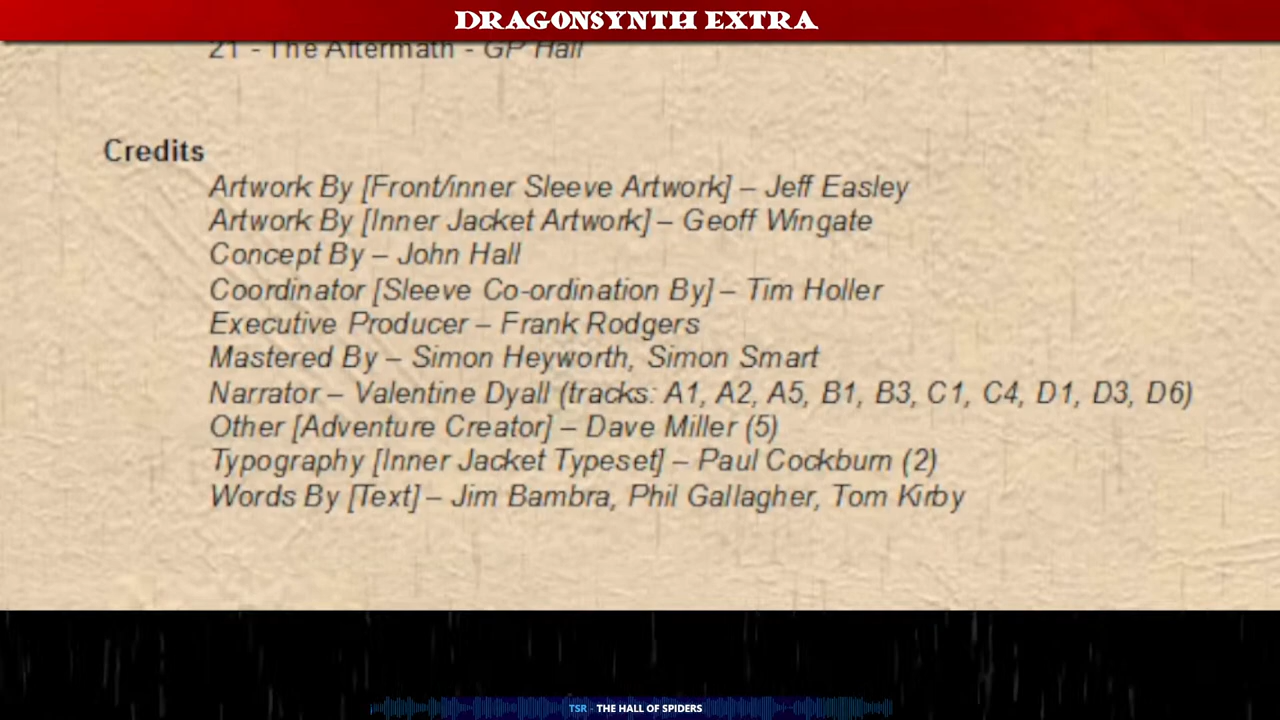 DRAGONSYNTH EXTRA
21 - The Aftermath - GP Hall
Credits
Artwork By [Front/inner Sleeve Artwork] – Jeff Easley
Artwork By [Inner Jacket Artwork] – Geoff Wingate
Concept By – John Hall
Coordinator [Sleeve Co-ordination By] – Tim Holler
Executive Producer – Frank Rodgers
Mastered By – Simon Heyworth, Simon Smart
Narrator – Valentine Dyall (tracks: A1, A2, A5, B1, B3, C1, C4, D1, D3, D6)
Other [Adventure Creator] – Dave Miller (5)
Typography [Inner Jacket Typeset] – Paul Cockburn (2)
Words By [Text] – Jim Bambra, Phil Gallagher, Tom Kirby
TSR - THE HALL OF SPIDERS